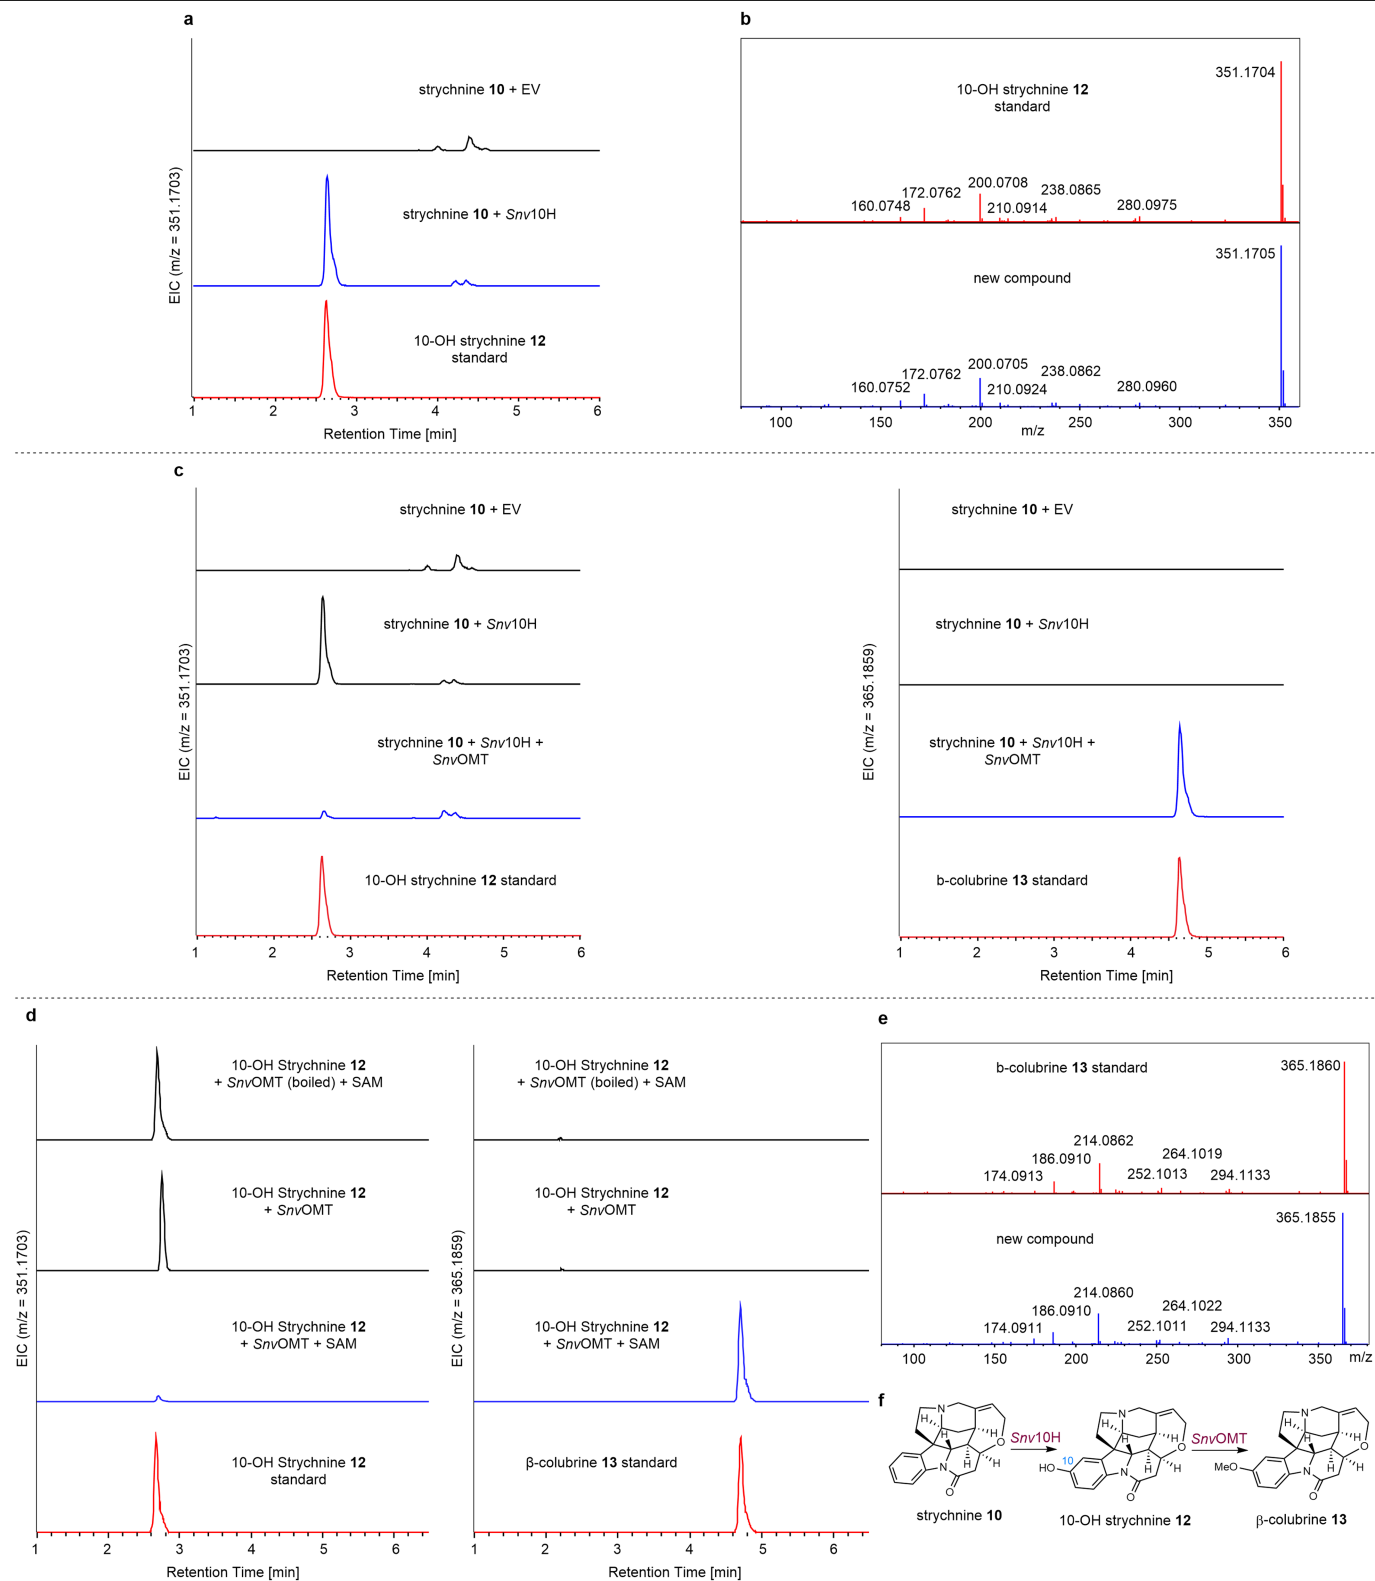 a
strychnine 10 + EV
strychnine 10 + Snv10H
10-OH strychnine 12
standard
EIC (m/z = 351.1703)
1 2 3 4 5 6
Retention Time [min]
b
351.1704
10-OH strychnine 12
standard
200.0708
172.0762
238.0865
160.0748
210.0914
280.0975
351.1705
new compound
200.0705
172.0762
238.0862
160.0752
210.0924
280.0960
100 150 200 250 300 350
m/z
c
strychnine 10 + EV
strychnine 10 + Snv10H
strychnine 10 + Snv10H +
SnvOMT
10-OH strychnine 12 standard
EIC (m/z = 351.1703)
1 2 3 4 5 6
Retention Time [min]
strychnine 10 + EV
strychnine 10 + Snv10H
strychnine 10 + Snv10H +
SnvOMT
b-colubrine 13 standard
EIC (m/z = 365.1859)
1 2 3 4 5 6
Retention Time [min]
d
10-OH Strychnine 12
+ SnvOMT (boiled) + SAM
10-OH Strychnine 12
+ SnvOMT
10-OH Strychnine 12
+ SnvOMT + SAM
10-OH Strychnine 12
standard
EIC (m/z = 351.1703)
1 2 3 4 5 6
Retention Time [min]
10-OH Strychnine 12
+ SnvOMT (boiled) + SAM
10-OH Strychnine 12
+ SnvOMT
10-OH Strychnine 12
+ SnvOMT + SAM
β-colubrine 13 standard
EIC (m/z = 365.1859)
1 2 3 4 5 6
Retention Time [min]
e
b-colubrine 13 standard
365.1860
214.0862
186.0910
264.1019
174.0913
252.1013
294.1133
365.1855
new compound
214.0860
186.0910
264.1022
174.0911
252.1011
294.1133
100 150 200 250 300 350 m/z
f
N
H
H
H
O
N
H
H
O
strychnine 10
Snv10H
N
H
H
H
O
10
HO
N
H
H
O
10-OH strychnine 12
SnvOMT
N
H
H
H
O
MeO
N
H
H
O
β-colubrine 13